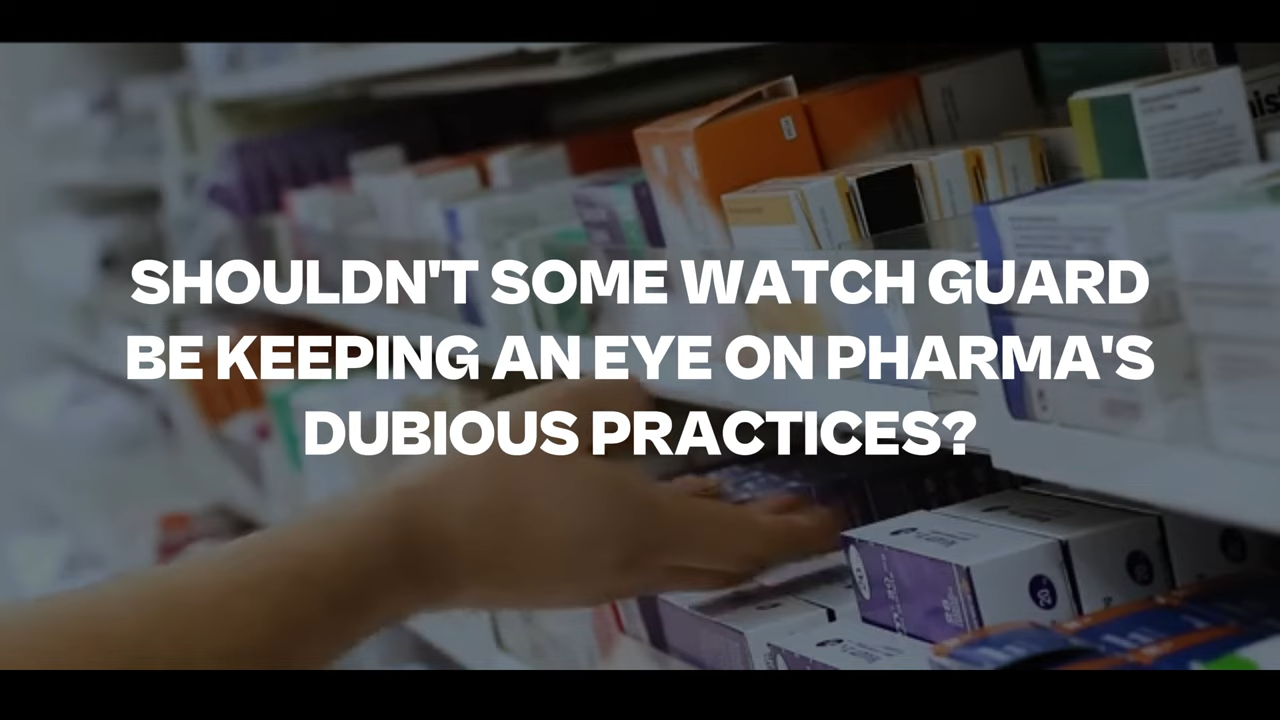 SHOULDN'T SOME WATCH GUARD
BE KEEPING AN EYE ON PHARMA'S
DUBIOUS PRACTICES?